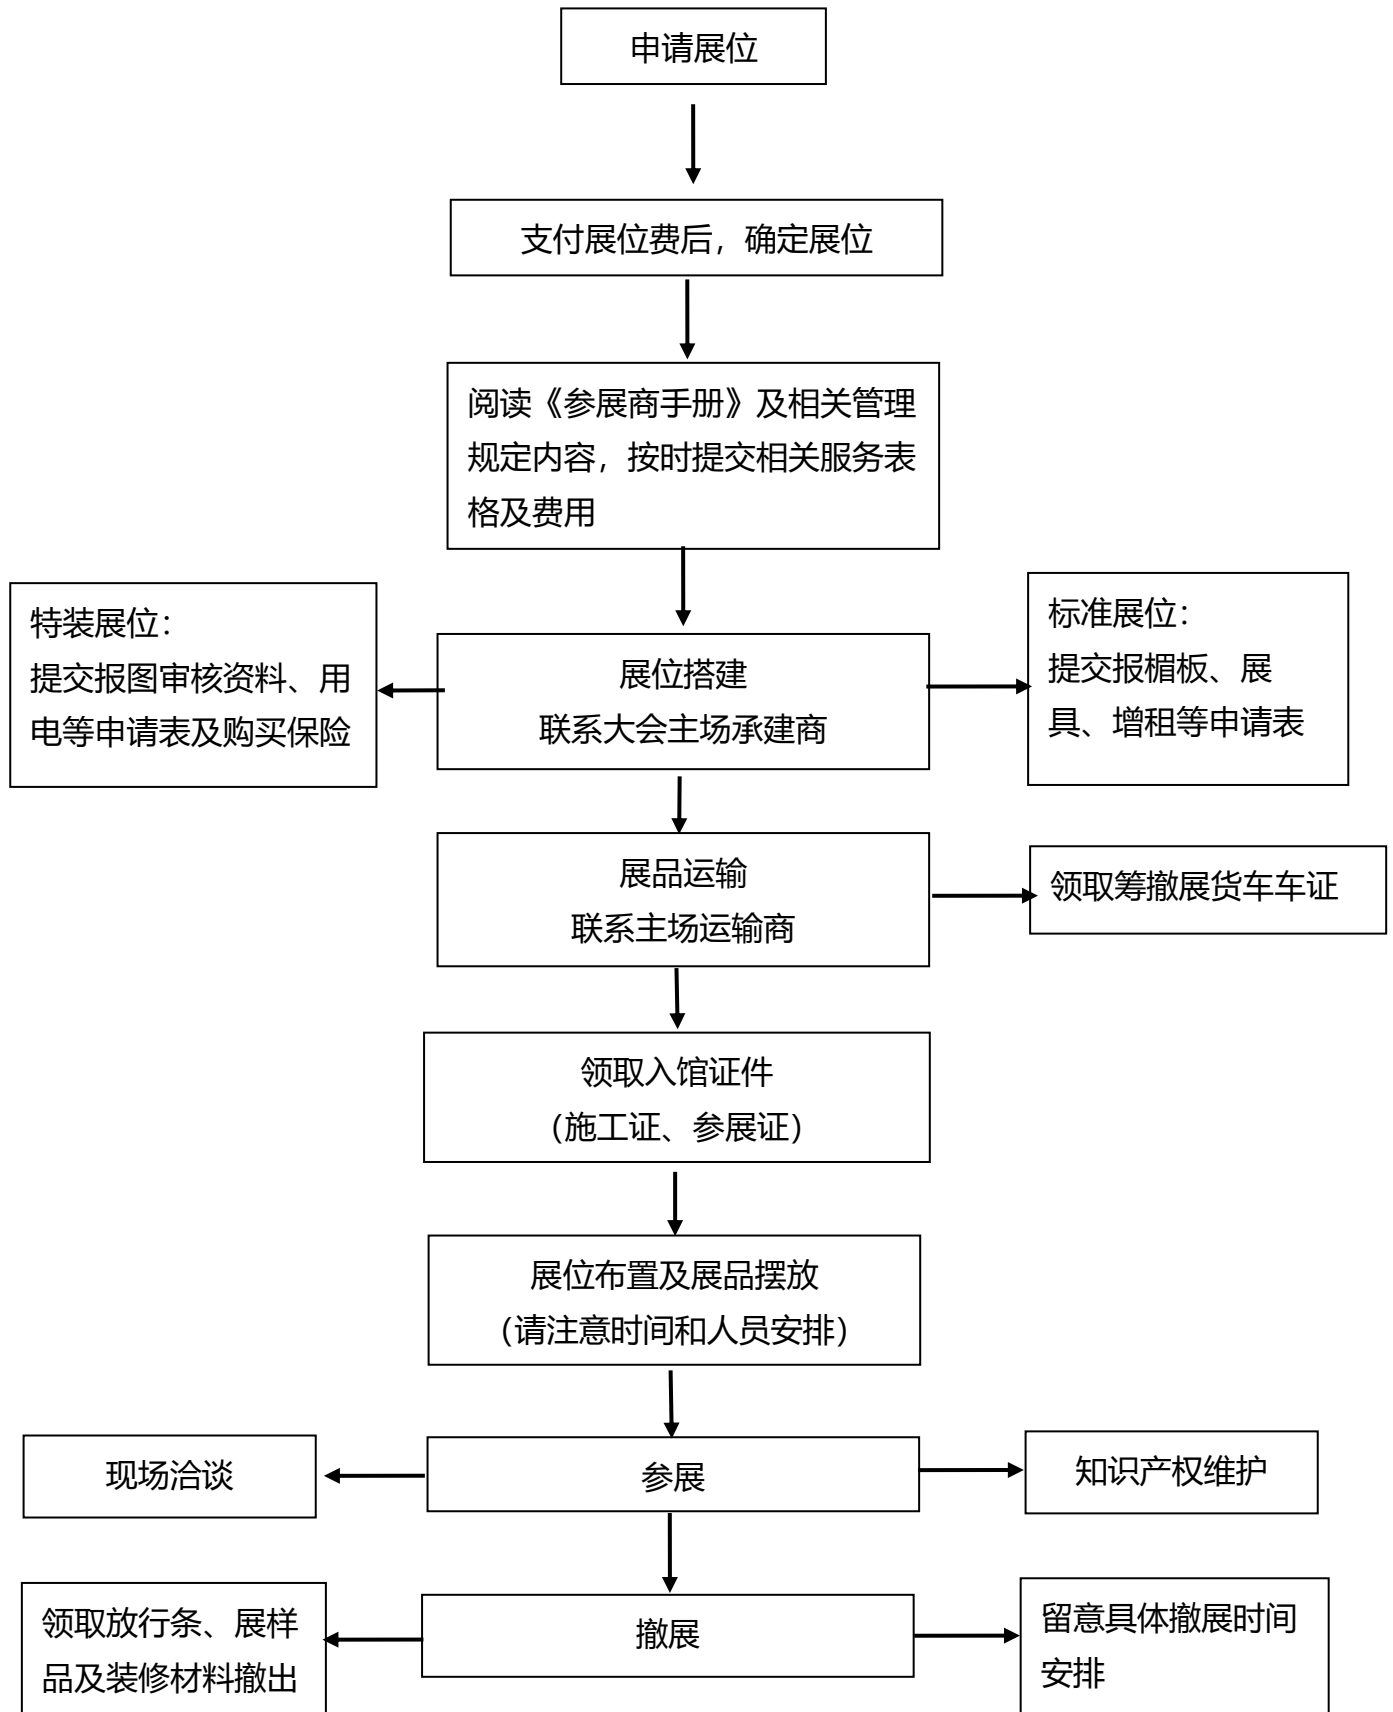 申请展位
支付展位费后，确定展位
阅读《参展商手册》及相关管理
规定内容，按时提交相关服务表
格及费用
特装展位：
提交报图审核资料、用
电等申请表及购买保险
展位搭建
联系大会主场承建商
标准展位：
提交报楣板、展
具、增租等申请表
展品运输
联系主场运输商
领取筹撤展货车车证
领取入馆证件
（施工证、参展证）
展位布置及展品摆放
（请注意时间和人员安排）
现场洽谈
参展
知识产权维护
领取放行条、展样
品及装修材料撤出
撤展
留意具体撤展时间
安排